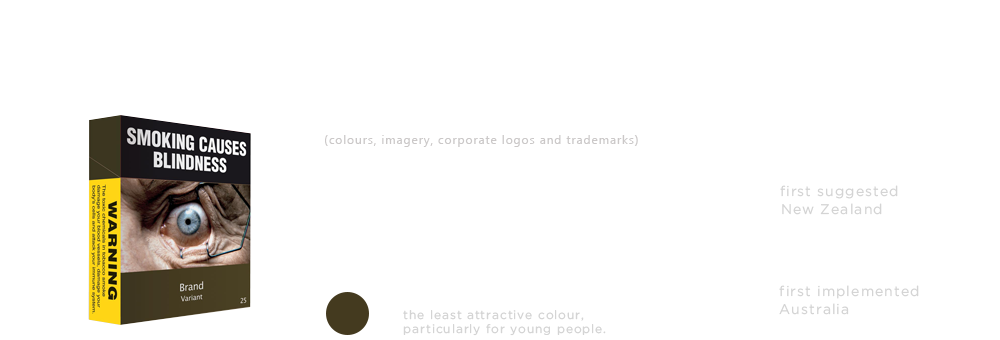 SMOKING CAUSES
BLINDNESS
WARNING
The toxic chemicals in tobacco smoke
damage your blood vessels, damage your
body's cells and attack your immune system.
Brand
Variant
25
(colours, imagery, corporate logos and trademarks)
the least attractive colour,
particularly for young people.
first suggested
New Zealand
first implemented
Australia